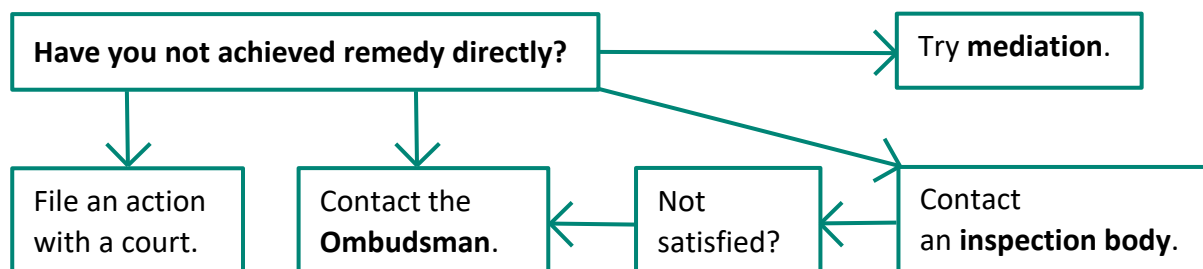 Have you not achieved remedy directly?
Try mediation.
File an action
with a court.
Contact the
Ombudsman.
Not
satisfied?
Contact
an inspection body.